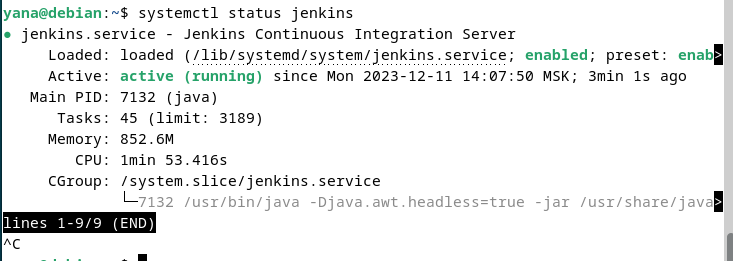 yana@debian:~$ systemctl status jenkins
● jenkins.service - Jenkins Continuous Integration Server
Loaded: loaded (/lib/systemd/system/jenkins.service; enabled; preset: enab>
Active: active (running) since Mon 2023-12-11 14:07:50 MSK; 3min 1s ago
Main PID: 7132 (java)
Tasks: 45 (limit: 3189)
Memory: 852.6M
CPU: 1min 53.416s
CGroup: /system.slice/jenkins.service
└─7132 /usr/bin/java -Djava.awt.headless=true -jar /usr/share/java>
lines 1-9/9 (END)
^C